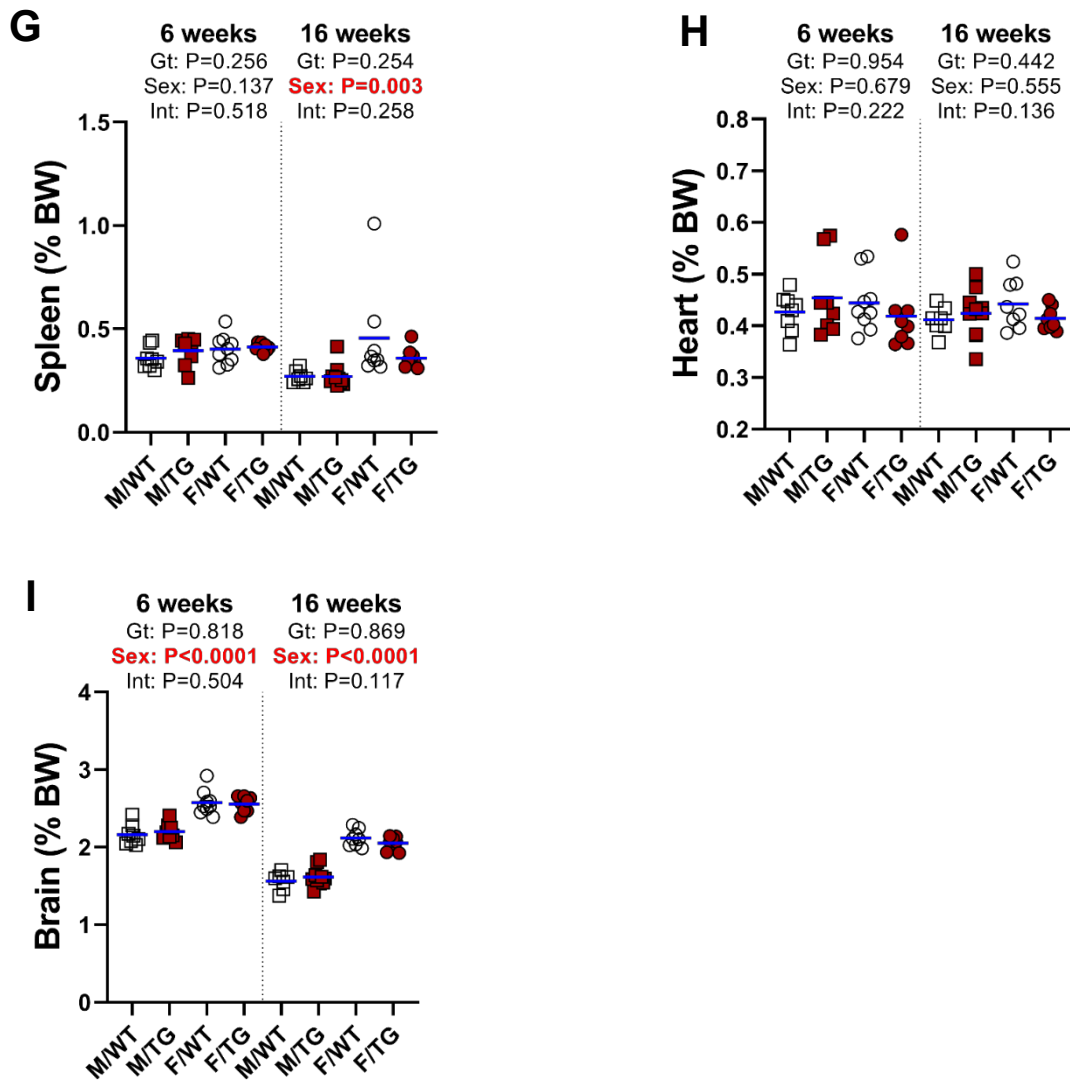 G
6 weeks 16 weeks
Gt: P=0.256 Gt: P=0.254
Sex: P=0.137 Sex: P=0.003
Int: P=0.518 Int: P=0.258
Spleen (% BW)
1.5
1.0
0.5
0.0
M/WT M/TG F/WT F/TG M/WT M/TG F/WT F/TG
H
6 weeks 16 weeks
Gt: P=0.954 Gt: P=0.442
Sex: P=0.679 Sex: P=0.555
Int: P=0.222 Int: P=0.136
Heart (% BW)
0.8
0.7
0.6
0.5
0.4
0.3
0.2
M/WT M/TG F/WT F/TG M/WT M/TG F/WT F/TG
I
6 weeks 16 weeks
Gt: P=0.818 Gt: P=0.869
Sex: P<0.0001 Sex: P<0.0001
Int: P=0.504 Int: P=0.117
Brain (% BW)
4
3
2
1
0
M/WT M/TG F/WT F/TG M/WT M/TG F/WT F/TG